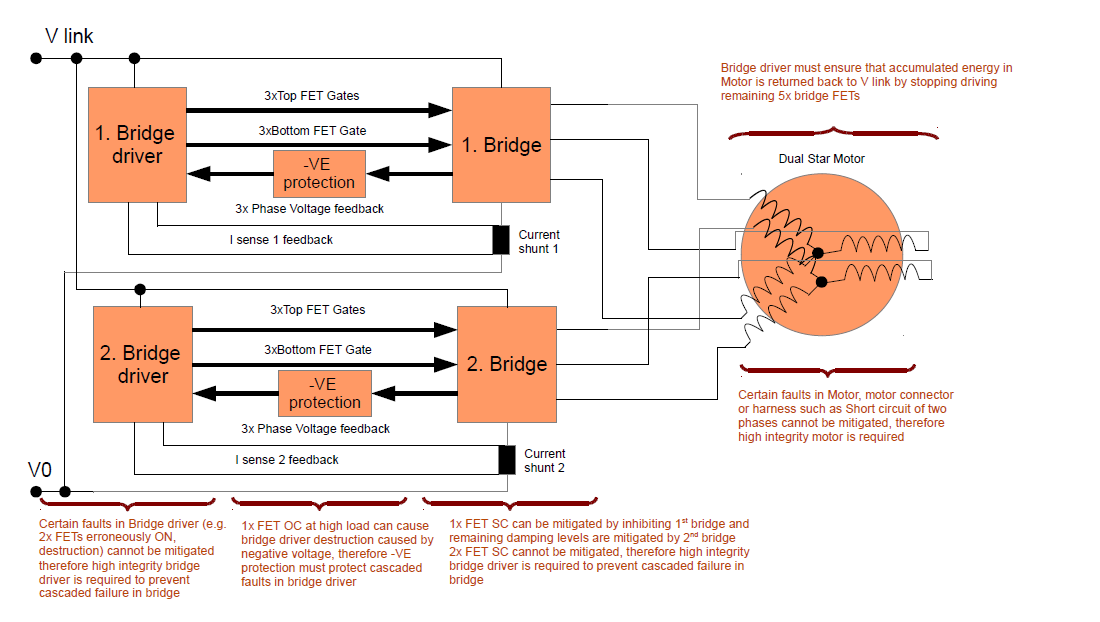 V link
Bridge driver must ensure that accumulated energy in
Motor is returned back to V link by stopping driving
remaining 5x bridge FETs
1. Bridge
driver
3xTop FET Gates
3xBottom FET Gate
-VE
protection
3x Phase Voltage feedback
1. Bridge
I sense 1 feedback
Current
shunt 1
Dual Star Motor
2. Bridge
driver
3xTop FET Gates
3xBottom FET Gate
-VE
protection
3x Phase Voltage feedback
2. Bridge
I sense 2 feedback
Current
shunt 2
Certain faults in Motor, motor connector
or harness such as Short circuit of two
phases cannot be mitigated, therefore
high integrity motor is required
V0
Certain faults in Bridge driver (e.g.
2x FETs erroneously ON,
destruction) cannot be mitigated
therefore high integrity bridge
driver is required to prevent
cascaded failure in bridge
1x FET OC at high load can cause
bridge driver destruction caused by
negative voltage, therefore -VE
protection must protect cascaded
faults in bridge driver
1x FET SC can be mitigated by inhibiting 1st bridge and
remaining damping levels are mitigated by 2nd bridge
2x FET SC cannot be mitigated, therefore high integrity
bridge driver is required to prevent cascaded failure in
bridge